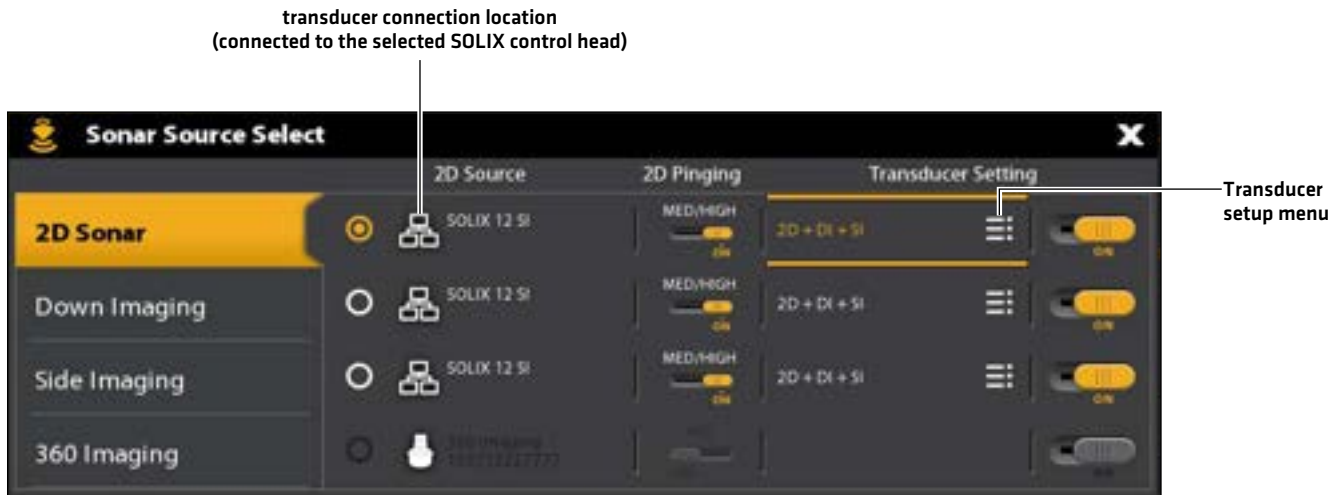 transducer connection location
(connected to the selected SOLIX control head)
Sonar Source Select
2D Source 2D Pinging Transducer Setting
Transducer
setup menu
2D Sonar SOLIX 12 SI MED/HIGH ON 2D + DI + SI ON
Down Imaging SOLIX 12 SI MED/HIGH ON 2D + DI + SI ON
Side Imaging SOLIX 12 SI MED/HIGH ON 2D + DI + SI ON
360 Imaging 360 Imaging